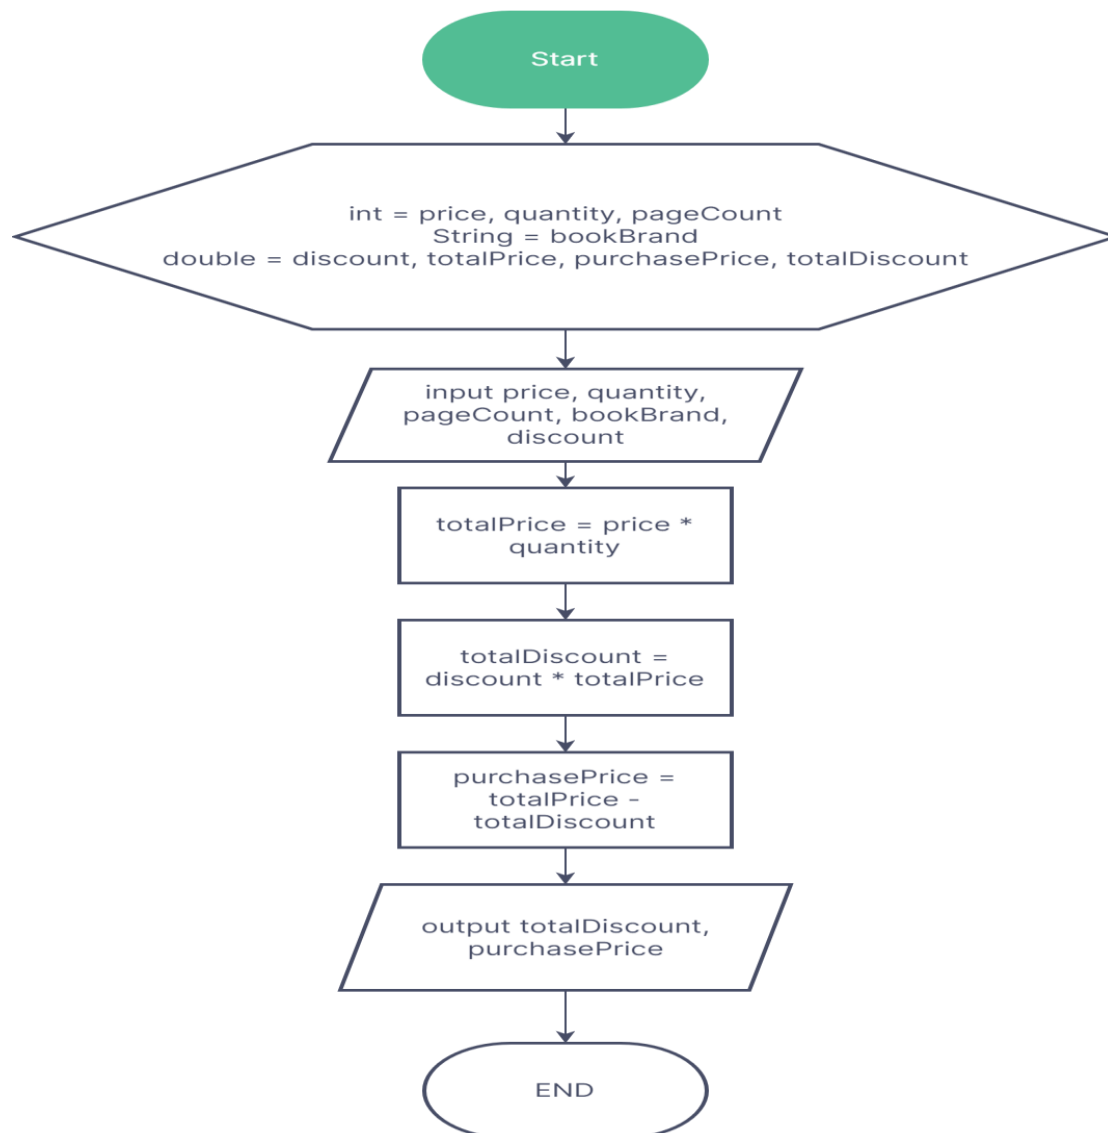 Start
int = price, quantity, pageCount
String = bookBrand
double = discount, totalPrice, purchasePrice, totalDiscount
input price, quantity,
pageCount, bookBrand,
discount
totalPrice = price *
quantity
totalDiscount =
discount * totalPrice
purchasePrice =
totalPrice -
totalDiscount
output totalDiscount,
purchasePrice
END